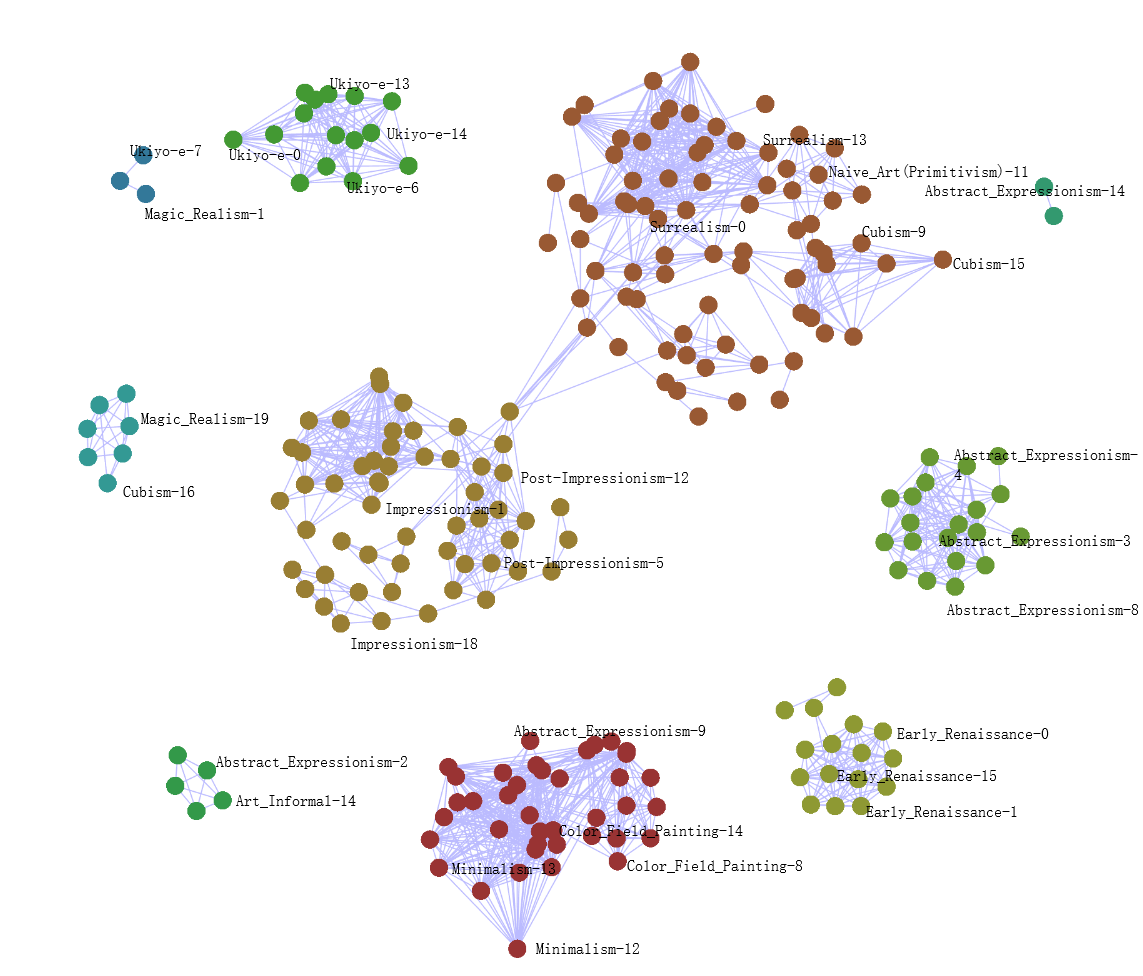 Ukiyo-e-13
Ukiyo-e-14
Surrealism-13
Ukiyo-e-7
Ukiyo-e-0
Naive_Art(Primitivism)-11
Ukiyo-e-6
Abstract_Expressionism-14
Magic_Realism-1
Surrealism-0
Cubism-9
Cubism-15
Magic_Realism-19
Abstract_Expressionism-
4
Post-Impressionism-12
Cubism-16
Impressionism-1
Abstract_Expressionism-3
Post-Impressionism-5
Abstract_Expressionism-8
Impressionism-18
Abstract_Expressionism-9
Early_Renaissance-0
Abstract_Expressionism-2
Early_Renaissance-15
Art_Informal-14
Early_Renaissance-1
Color_Field_Painting-14
Minimalism-13
Color_Field_Painting-8
Minimalism-12